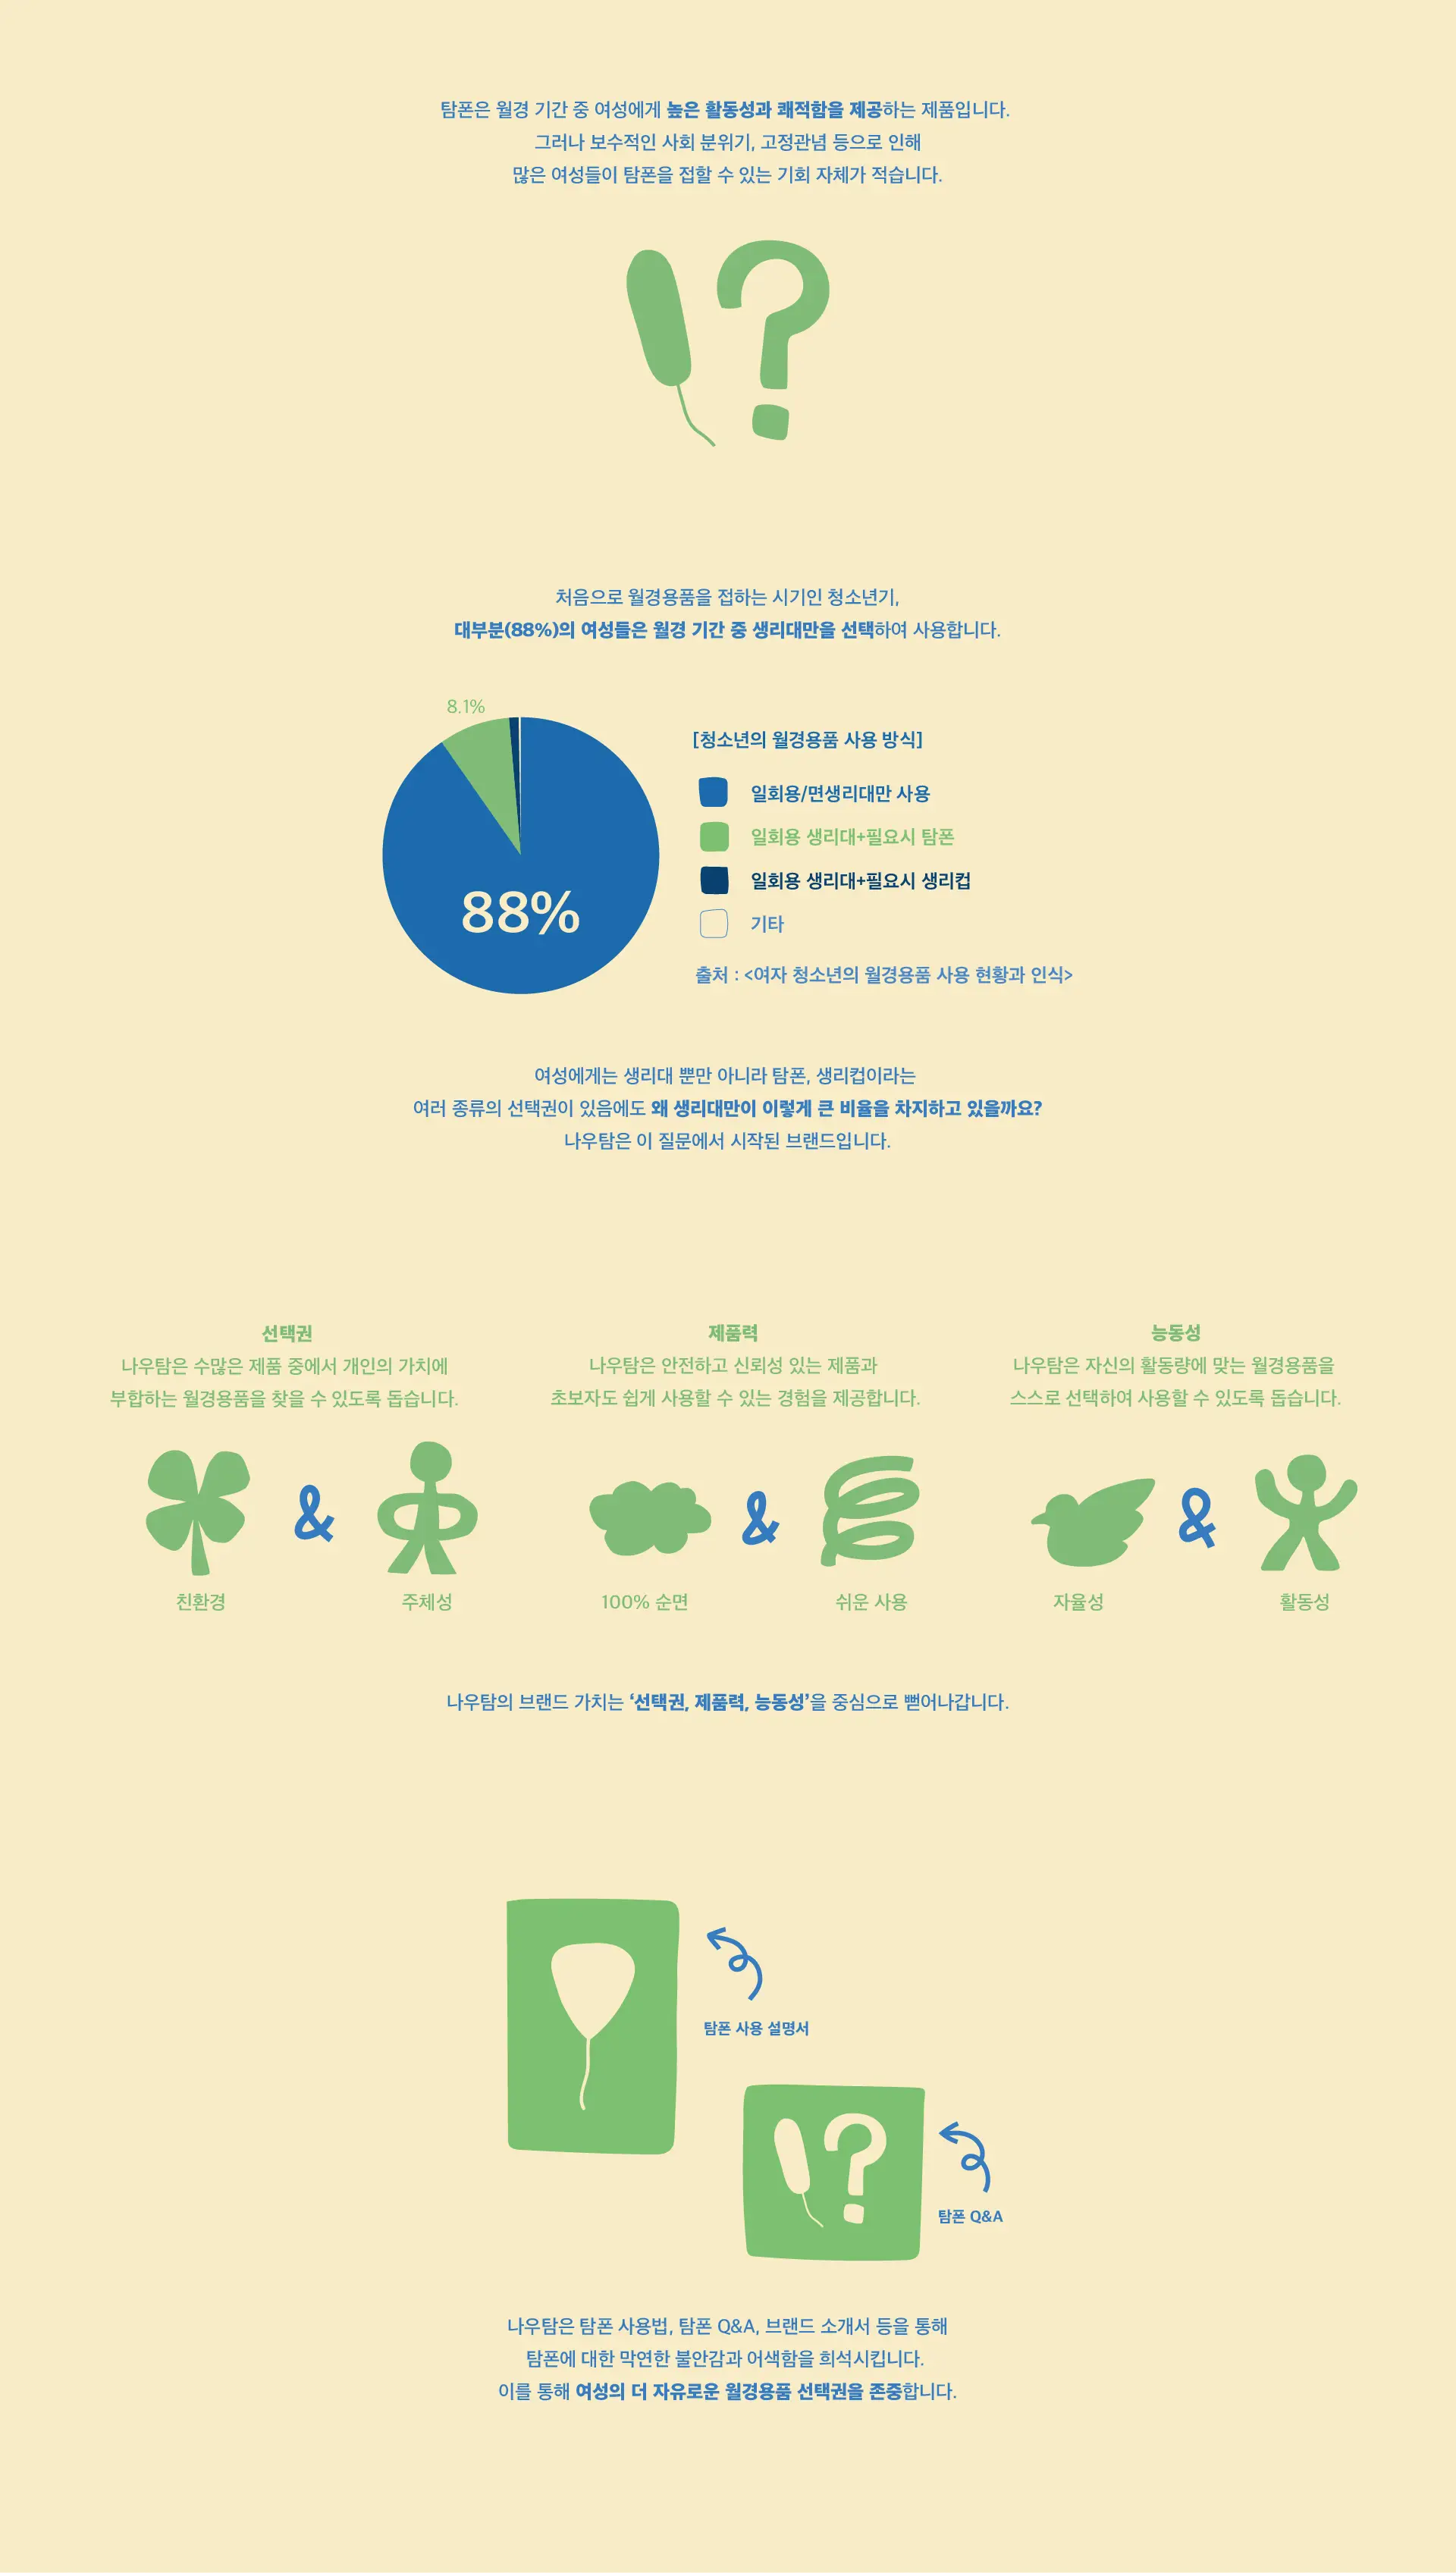 탐폰은 월경 기간 중 여성에게 높은 활동성과 쾌적함을 제공하는 제품입니다.
그러나 보수적인 사회 분위기, 고정관념 등으로 인해
많은 여성들이 탐폰을 접할 수 있는 기회 자체가 적습니다.
처음으로 월경용품을 접하는 시기인 청소년기,
대부분(88%)의 여성들은 월경 기간 중 생리대만을 선택하여 사용합니다.
8.1%
88%
[청소년의 월경용품 사용 방식]
일회용/면생리대만 사용
일회용 생리대+필요시 탐폰
일회용 생리대+필요시 생리컵
기타
출처 : <여자 청소년의 월경용품 사용 현황과 인식>
여성에게는 생리대 뿐만 아니라 탐폰, 생리컵이라는
여러 종류의 선택권이 있음에도 왜 생리대만이 이렇게 큰 비율을 차지하고 있을까요?
나우탐은 이 질문에서 시작된 브랜드입니다.
선택권
나우탐은 수많은 제품 중에서 개인의 가치에
부합하는 월경용품을 찾을 수 있도록 돕습니다.
&
친환경
주체성
제품력
나우탐은 안전하고 신뢰성 있는 제품과
초보자도 쉽게 사용할 수 있는 경험을 제공합니다.
&
100% 순면
쉬운 사용
능동성
나우탐은 자신의 활동량에 맞는 월경용품을
스스로 선택하여 사용할 수 있도록 돕습니다.
&
자율성
활동성
나우탐의 브랜드 가치는 ‘선택권, 제품력, 능동성’을 중심으로 뻗어나갑니다.
탐폰 사용 설명서
?
탐폰 Q&A
나우탐은 탐폰 사용법, 탐폰 Q&A, 브랜드 소개서 등을 통해
탐폰에 대한 막연한 불안감과 어색함을 희석시킵니다.
이를 통해 여성의 더 자유로운 월경용품 선택권을 존중합니다.